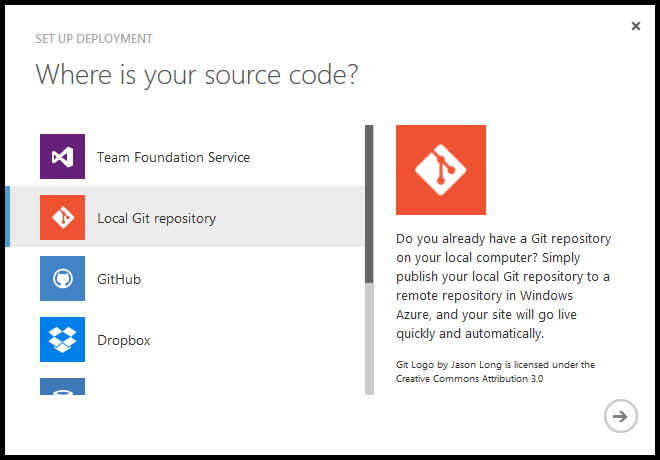 SET UP DEPLOYMENT
Where is your source code?
Team Foundation Service
Local Git repository
GitHub
Dropbox
Do you already have a Git repository
on your local computer? Simply
publish your local Git repository to a
remote repository in Windows
Azure, and your site will go live
quickly and automatically.
Git Logo by Jason Long is licensed under the
Creative Commons Attribution 3.0